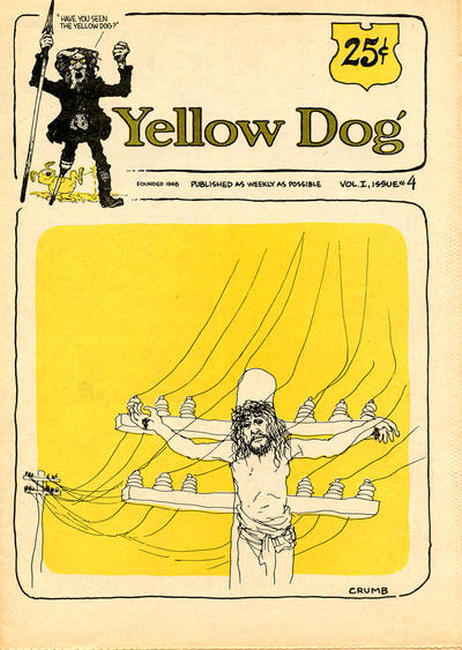 "HAVE YOU SEEN
THE YELLOW DOG?"
25¢
Yellow Dog
FOUNDED 1968 PUBLISHED AS WEEKLY AS POSSIBLE VOL. I, ISSUE #4
CRUMB